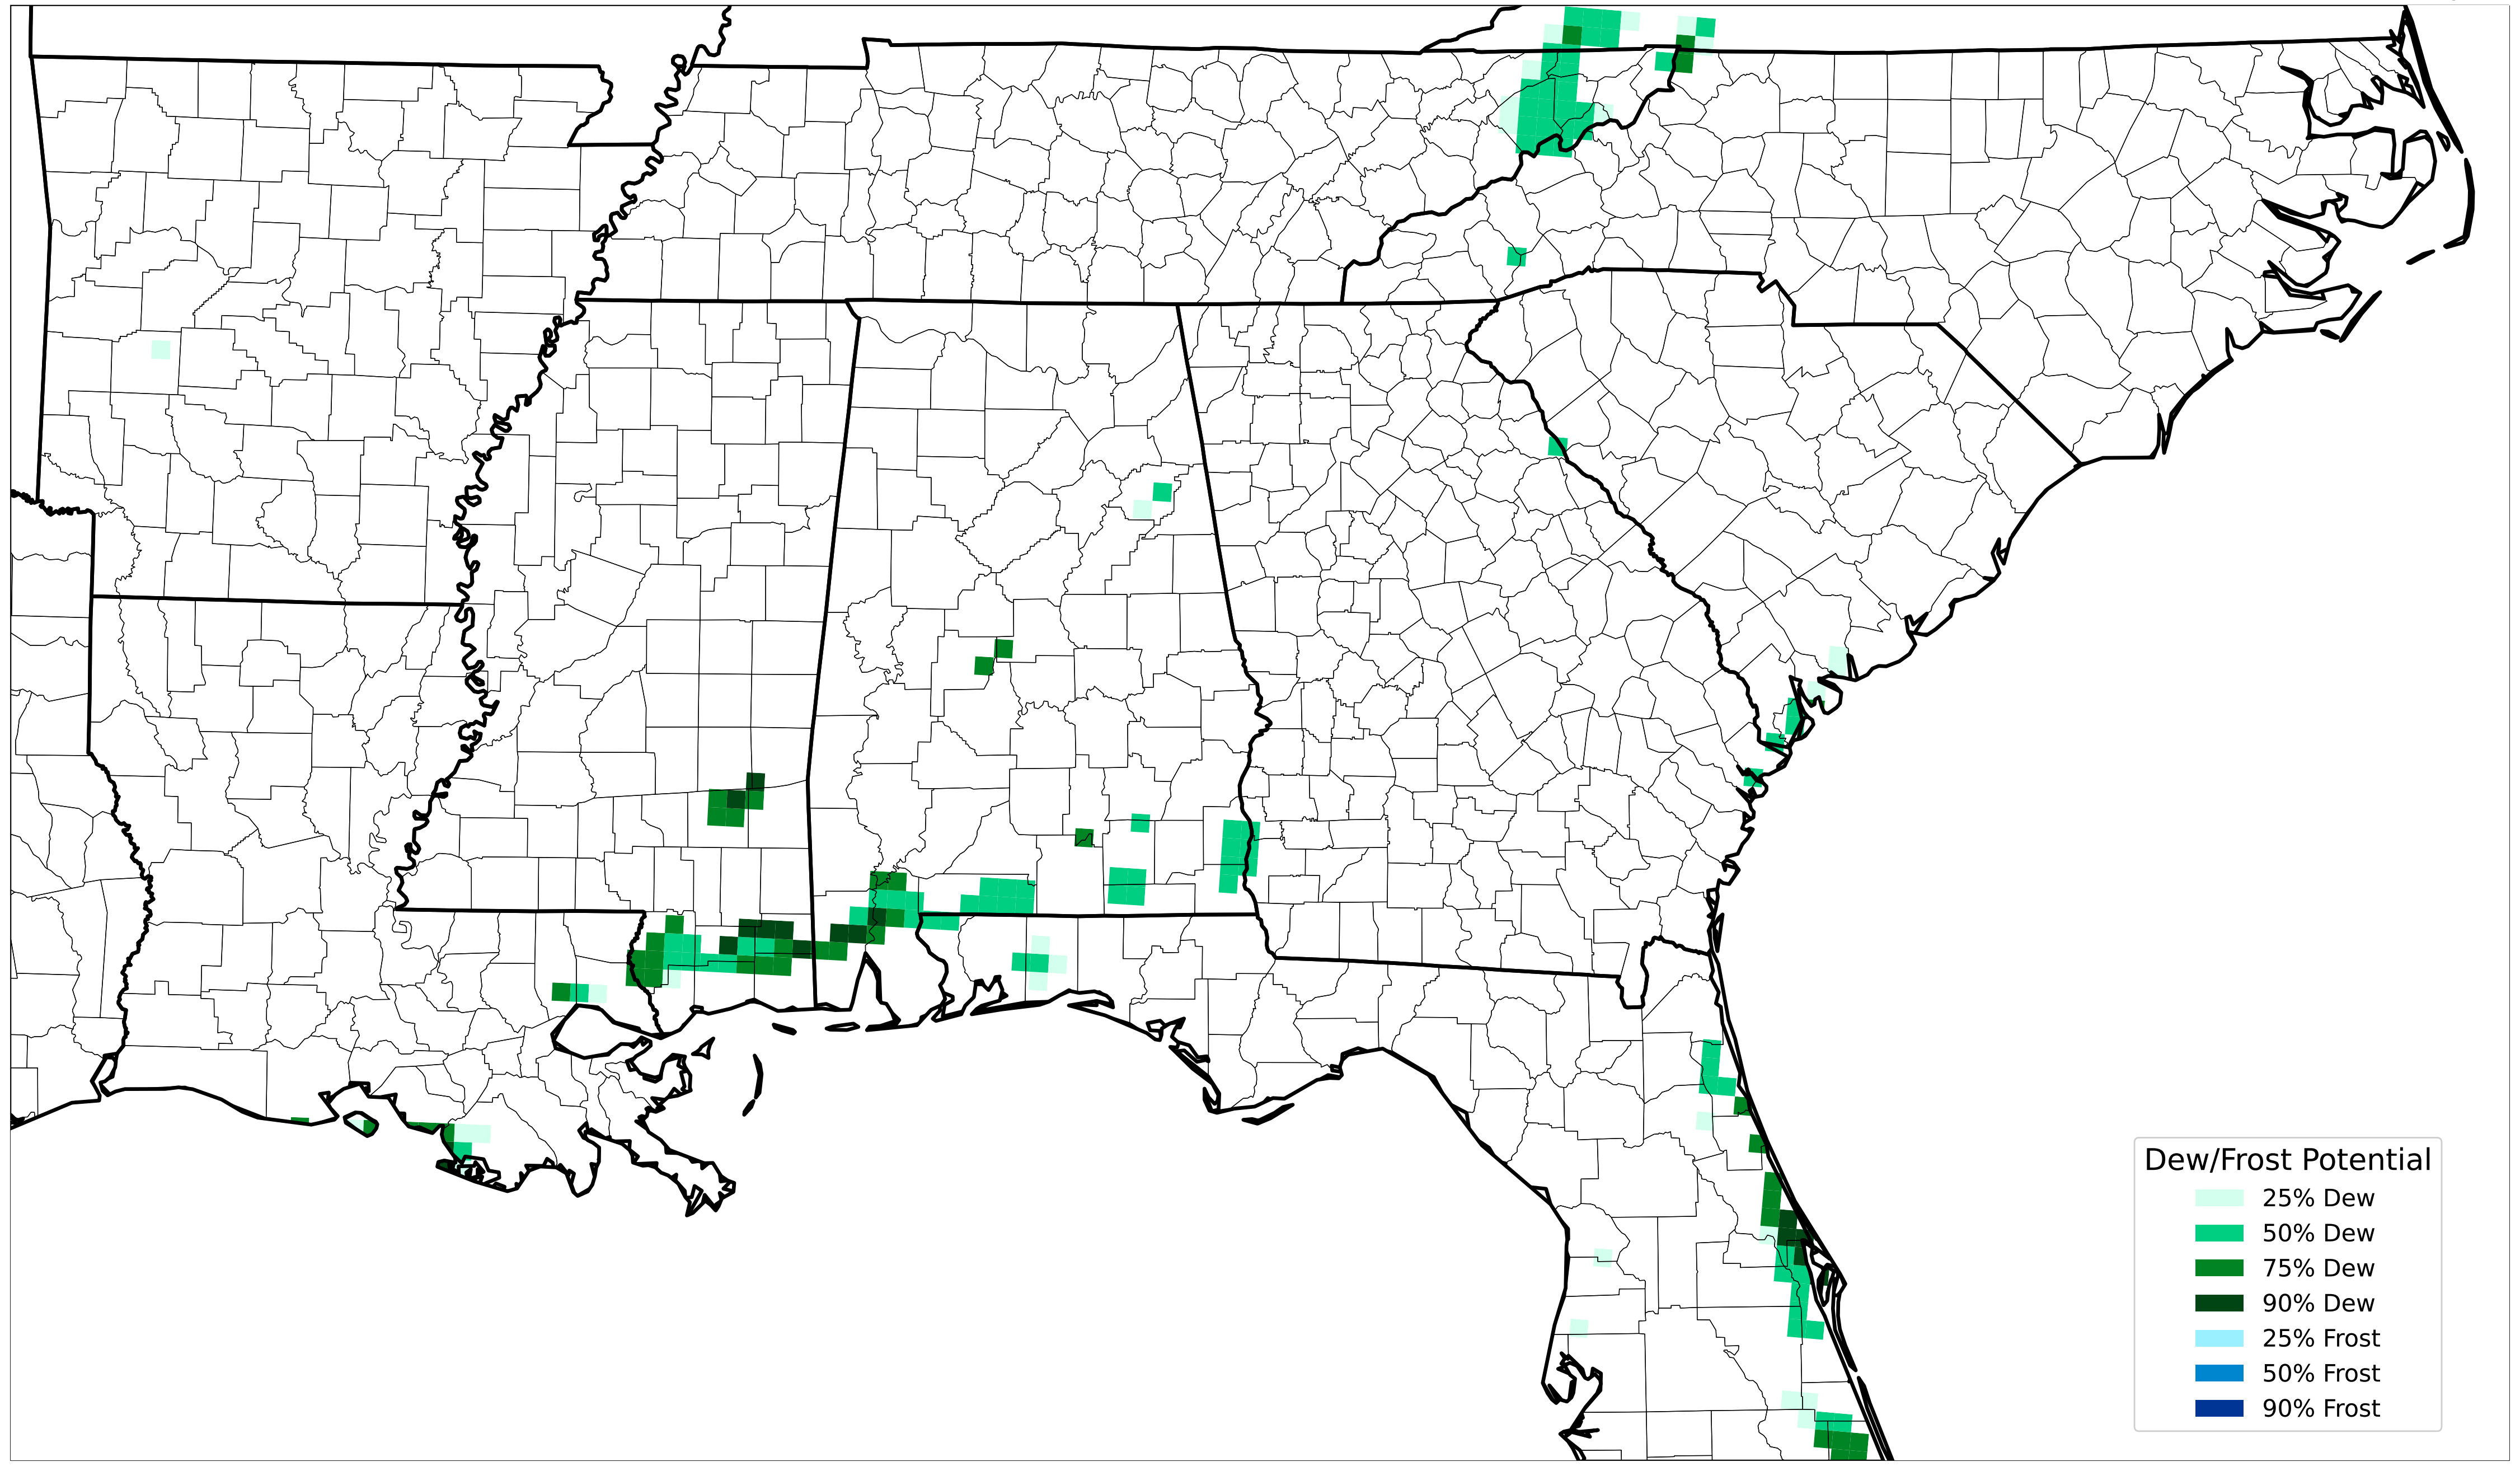 Dew/Frost Potential
25% Dew
50% Dew
75% Dew
90% Dew
25% Frost
50% Frost
90% Frost